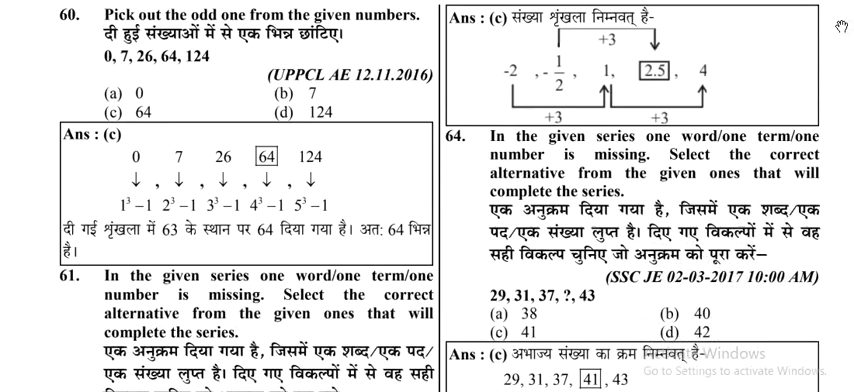 60. Pick out the odd one from the given numbers.
दी हुई संख्याओं में से एक भिन्न छांटिए।
0, 7, 26, 64, 124
(UPPCL AE 12.11.2016)
(a) 0 (b) 7
(c) 64 (d) 124
Ans : (c)
0 7 26 64 124
↓ , ↓ , ↓ , ↓ , ↓
1³ −1 2³ −1 3³ −1 4³ −1 5³ −1
दी गई शृंखला में 63 के स्थान पर 64 दिया गया है। अत: 64 भिन्न
है।
61. In the given series one word/one term/one
number is missing. Select the correct
alternative from the given ones that will
complete the series.
एक अनुक्रम दिया गया है, जिसमें एक शब्द/एक पद/
एक संख्या लुप्त है। दिए गए विकल्पों में से वह सही
Ans : (c) संख्या शृंखला निम्नवत् है-
+3
-2 , -1/2 , 1, 2.5 , 4
+3 +3
64. In the given series one word/one term/one
number is missing. Select the correct
alternative from the given ones that will
complete the series.
एक अनुक्रम दिया गया है, जिसमें एक शब्द/एक
पद/एक संख्या लुप्त है। दिए गए विकल्पों में से वह
सही विकल्प चुनिए जो अनुक्रम को पूरा करें–
(SSC JE 02-03-2017 10:00 AM)
29, 31, 37, ?, 43
(a) 38 (b) 40
(c) 41 (d) 42
Ans : (c) अभाज्य संख्या का क्रम निम्नवत् है-
Windows
Go to Settings to activate Windows.
29, 31, 37, 41 , 43